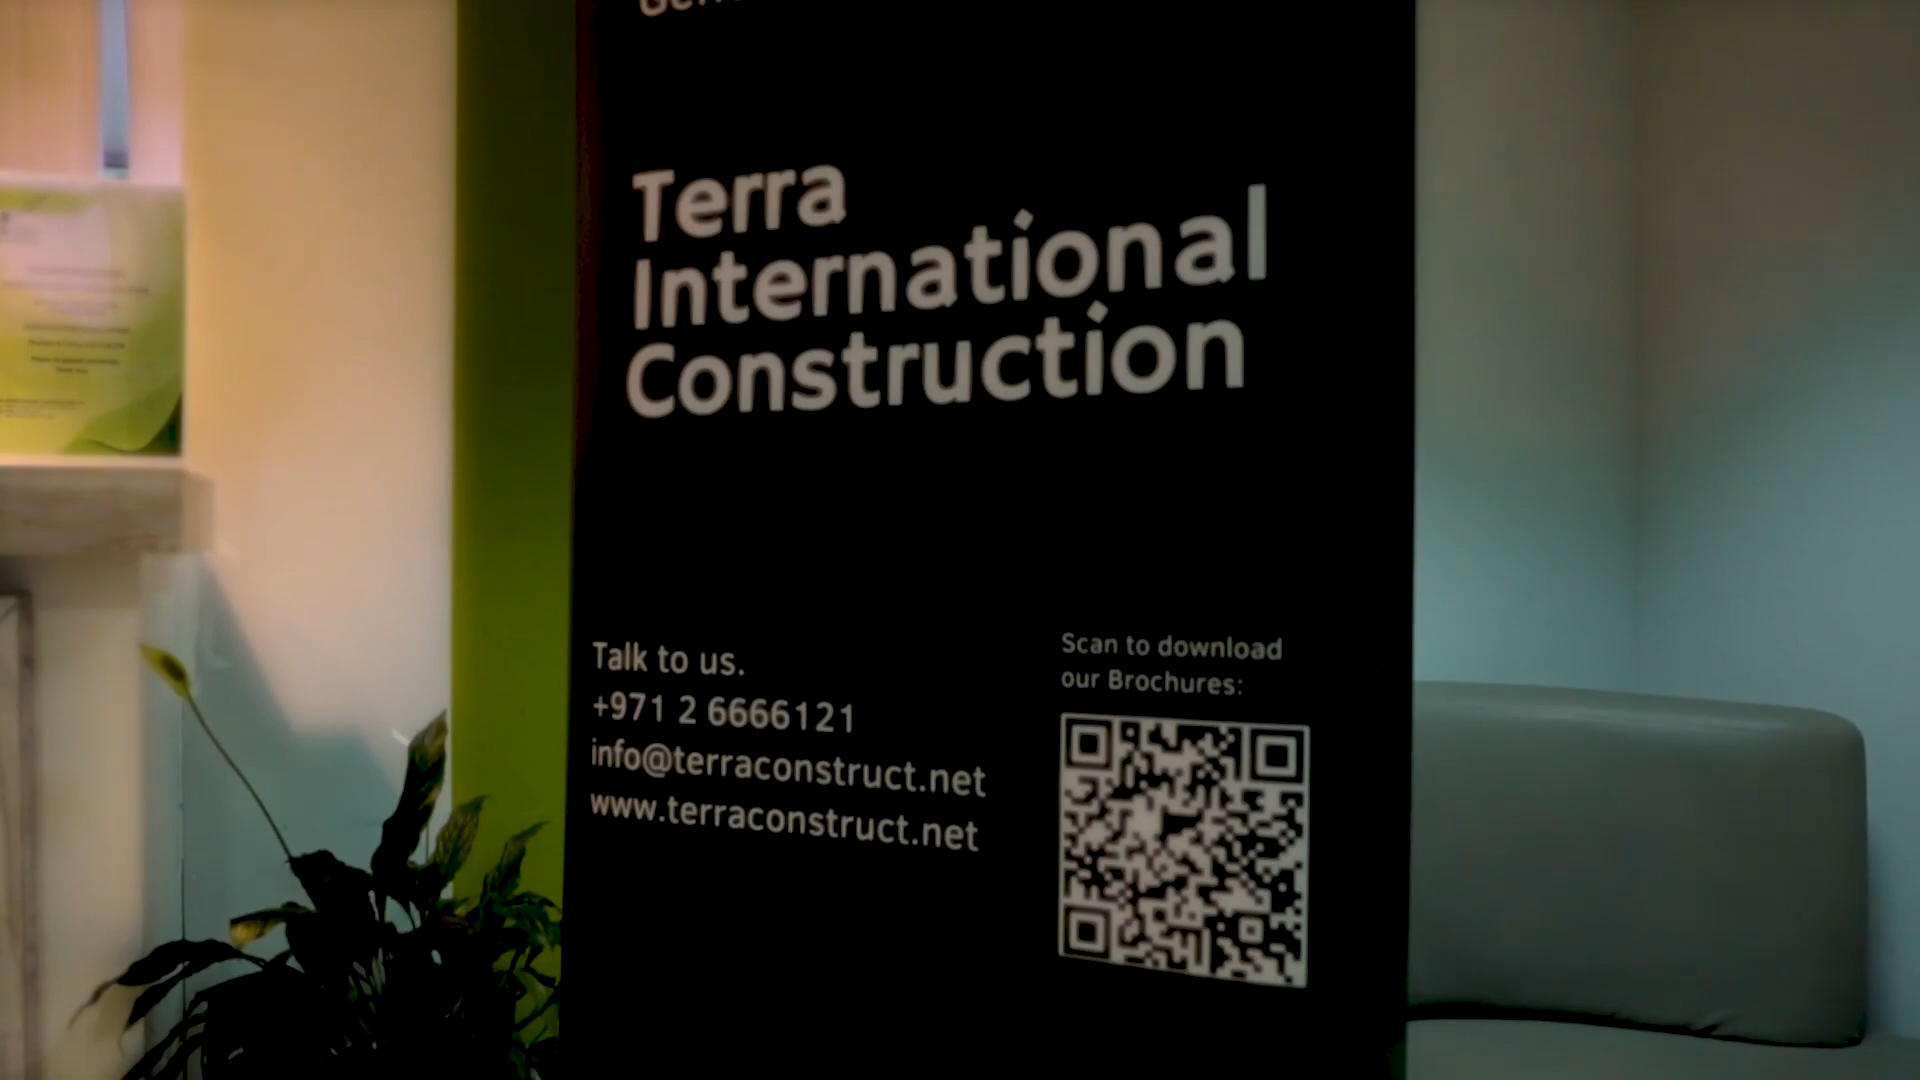 Terra
International
Construction
Talk to us.
+971 2 6666121
info@terraconstruct.net
www.terraconstruct.net
Scan to download
our Brochures: